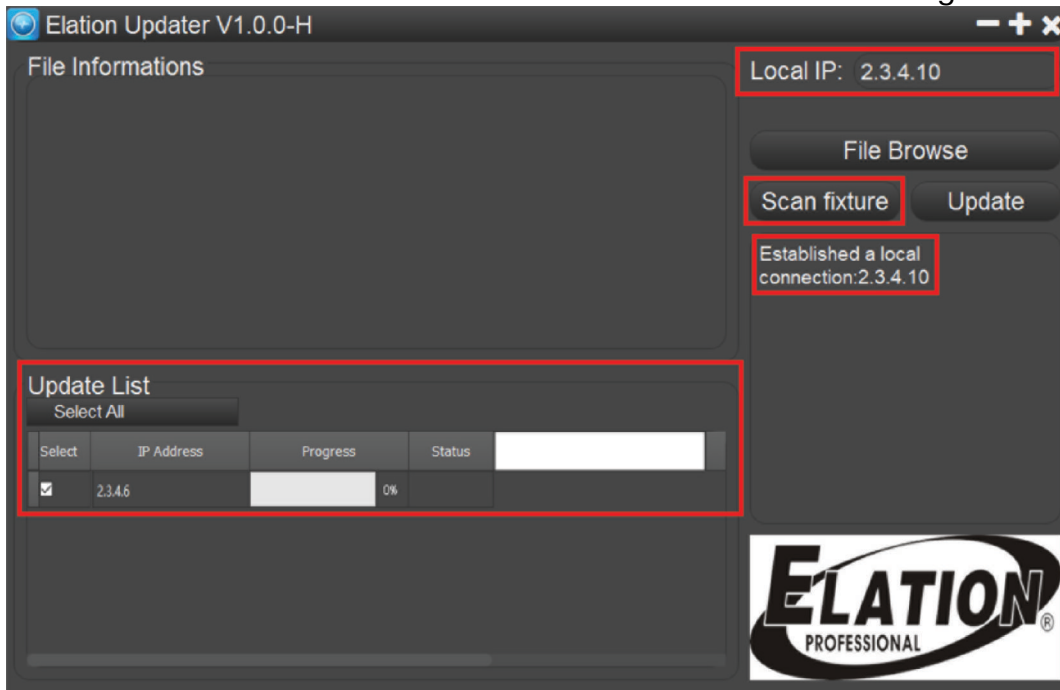 Elation Updater V1.0.0-H
File Informations
Local IP: 2.3.4.10
File Browse
Scan fixture
Update
Established a local
connection:2.3.4.10
Update List
Select All
Select IP Address Progress Status
2.3.4.6 0%
ELATION®
PROFESSIONAL